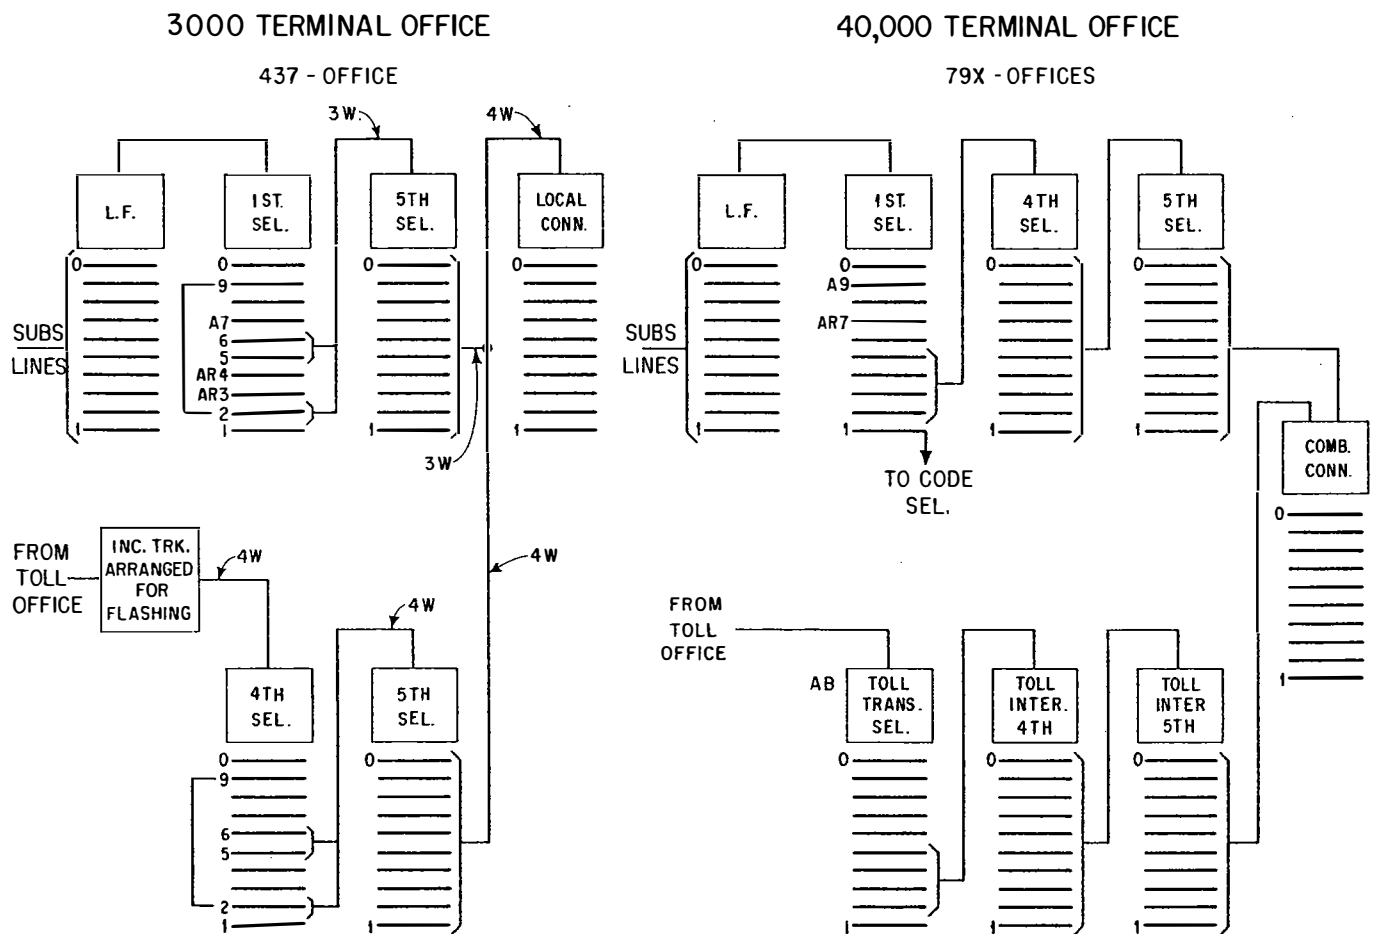 3000 TERMINAL OFFICE
437 - OFFICE
3W
4W
L.F.
1ST.
SEL.
5TH
SEL.
LOCAL
CONN.
0
0
9
A7
6
5
AR4
AR3
2
1
1
0
1
0
1
SUBS
LINES
3W
FROM
TOLL
OFFICE
INC. TRK.
ARRANGED
FOR
FLASHING
4W
4W
4W
4TH
SEL.
5TH
SEL.
0
9
6
5
2
1
0
1
40,000 TERMINAL OFFICE
79X - OFFICES
L.F.
1ST.
SEL.
4TH
SEL.
5TH
SEL.
SUBS
LINES
0
1
0
A9
AR7
1
0
1
0
1
TO CODE
SEL.
COMB.
CONN.
0
1
FROM
TOLL
OFFICE
AB
TOLL
TRANS.
SEL.
TOLL
INTER.
4TH
TOLL
INTER
5TH
0
1
0
1
0
1